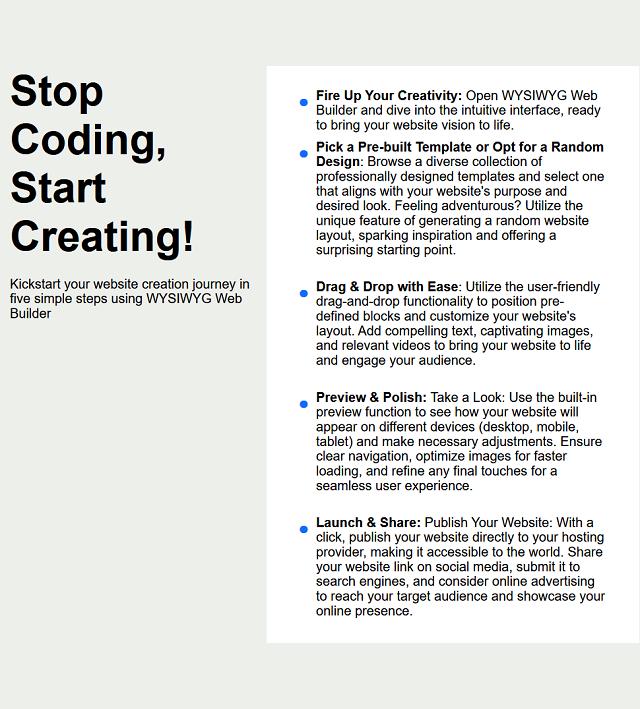 Stop
Coding,
Start
Creating!
Kickstart your website creation journey in
five simple steps using WYSIWYG Web
Builder
Fire Up Your Creativity: Open WYSIWYG Web
Builder and dive into the intuitive interface, ready
to bring your website vision to life.
Pick a Pre-built Template or Opt for a Random
Design: Browse a diverse collection of
professionally designed templates and select one
that aligns with your website's purpose and
desired look. Feeling adventurous? Utilize the
unique feature of generating a random website
layout, sparking inspiration and offering a
surprising starting point.
Drag & Drop with Ease: Utilize the user-friendly
drag-and-drop functionality to position pre-
defined blocks and customize your website's
layout. Add compelling text, captivating images,
and relevant videos to bring your website to life
and engage your audience.
Preview & Polish: Take a Look: Use the built-in
preview function to see how your website will
appear on different devices (desktop, mobile,
tablet) and make necessary adjustments. Ensure
clear navigation, optimize images for faster
loading, and refine any final touches for a
seamless user experience.
Launch & Share: Publish Your Website: With a
click, publish your website directly to your hosting
provider, making it accessible to the world. Share
your website link on social media, submit it to
search engines, and consider online advertising
to reach your target audience and showcase your
online presence.